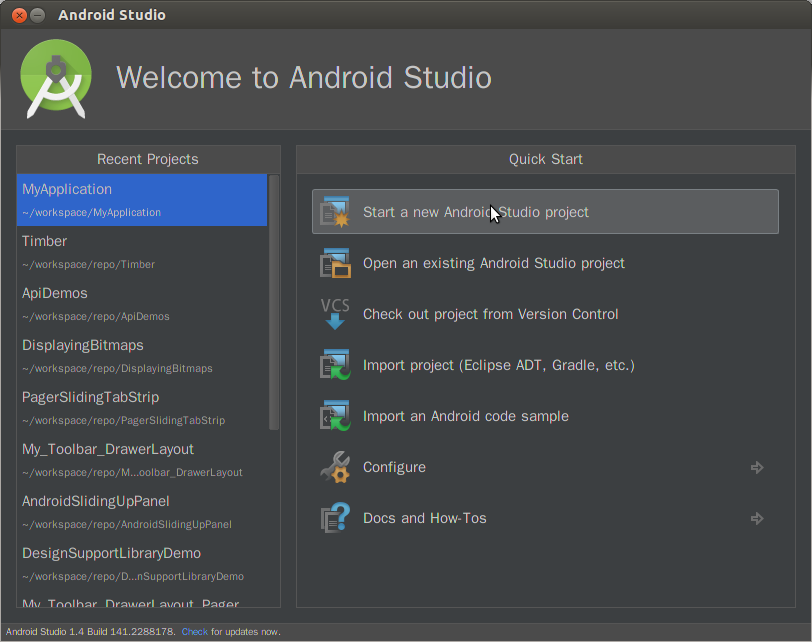 Android Studio
Welcome to Android Studio
Recent Projects
MyApplication
~/workspace/MyApplication
Timber
~/workspace/repo/Timber
ApiDemos
~/workspace/repo/ApiDemos
DisplayingBitmaps
~/workspace/repo/DisplayingBitmaps
PagerSlidingTabStrip
~/workspace/repo/PagerSlidingTabStrip
My_Toolbar_DrawerLayout
~/workspace/repo/M...oolbar_DrawerLayout
AndroidSlidingUpPanel
~/workspace/repo/AndroidSlidingUpPanel
DesignSupportLibraryDemo
~/workspace/repo/D...nSupportLibraryDemo
My_Toolbar_DrawerLayout_Pager
Quick Start
Start a new Android Studio project
Open an existing Android Studio project
VCS
Check out project from Version Control
Import project (Eclipse ADT, Gradle, etc.)
Import an Android code sample
Configure
Docs and How-Tos
Android Studio 1.4 Build 141.2288178. Check for updates now.